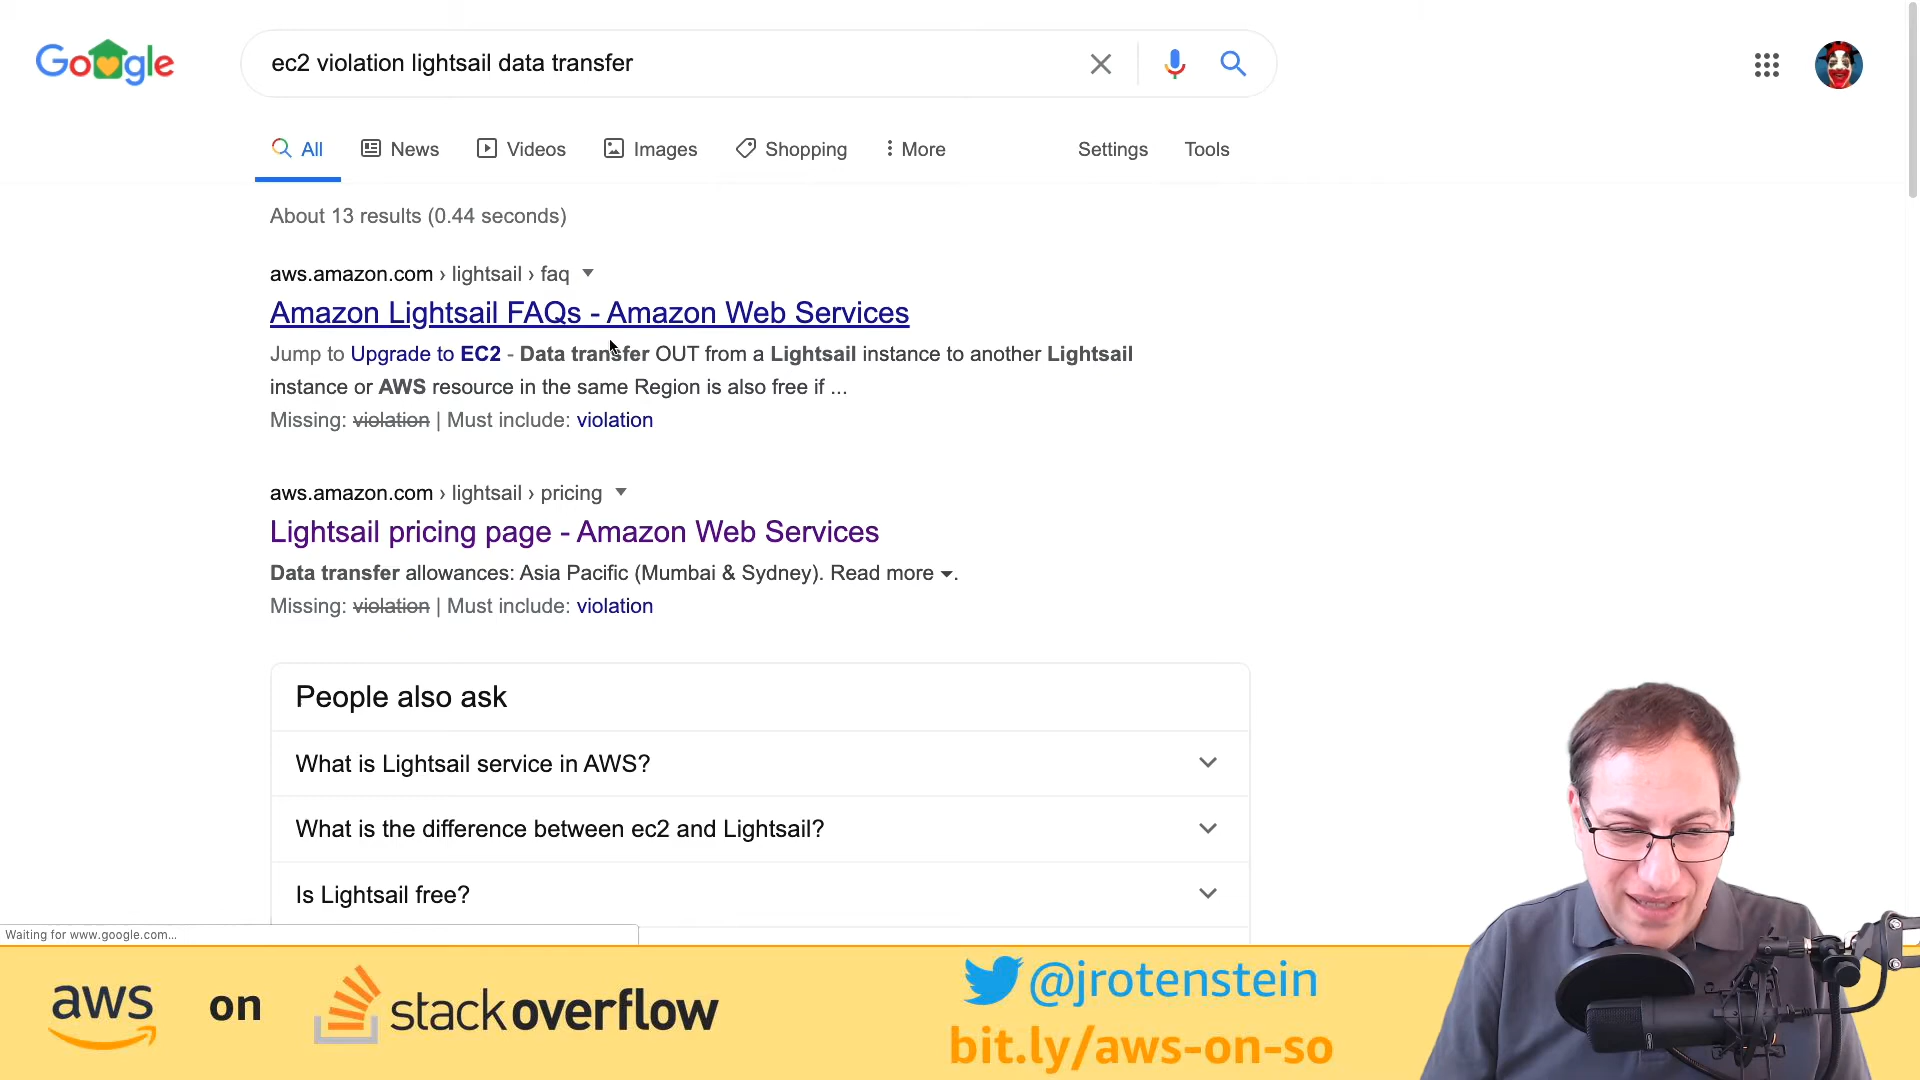 Google
ec2 violation lightsail data transfer
All
News
Videos
Images
Shopping
More
Settings
Tools
About 13 results (0.44 seconds)
aws.amazon.com › lightsail › faq
Amazon Lightsail FAQs - Amazon Web Services
Jump to Upgrade to EC2 - Data transfer OUT from a Lightsail instance to another Lightsail
instance or AWS resource in the same Region is also free if ...
Missing: violation | Must include: violation
aws.amazon.com › lightsail › pricing
Lightsail pricing page - Amazon Web Services
Data transfer allowances: Asia Pacific (Mumbai & Sydney). Read more.
Missing: violation | Must include: violation
People also ask
What is Lightsail service in AWS?
What is the difference between ec2 and Lightsail?
Is Lightsail free?
Waiting for www.google.com...
aws on stackoverflow
@jrotenstein
bit.ly/aws-on-so